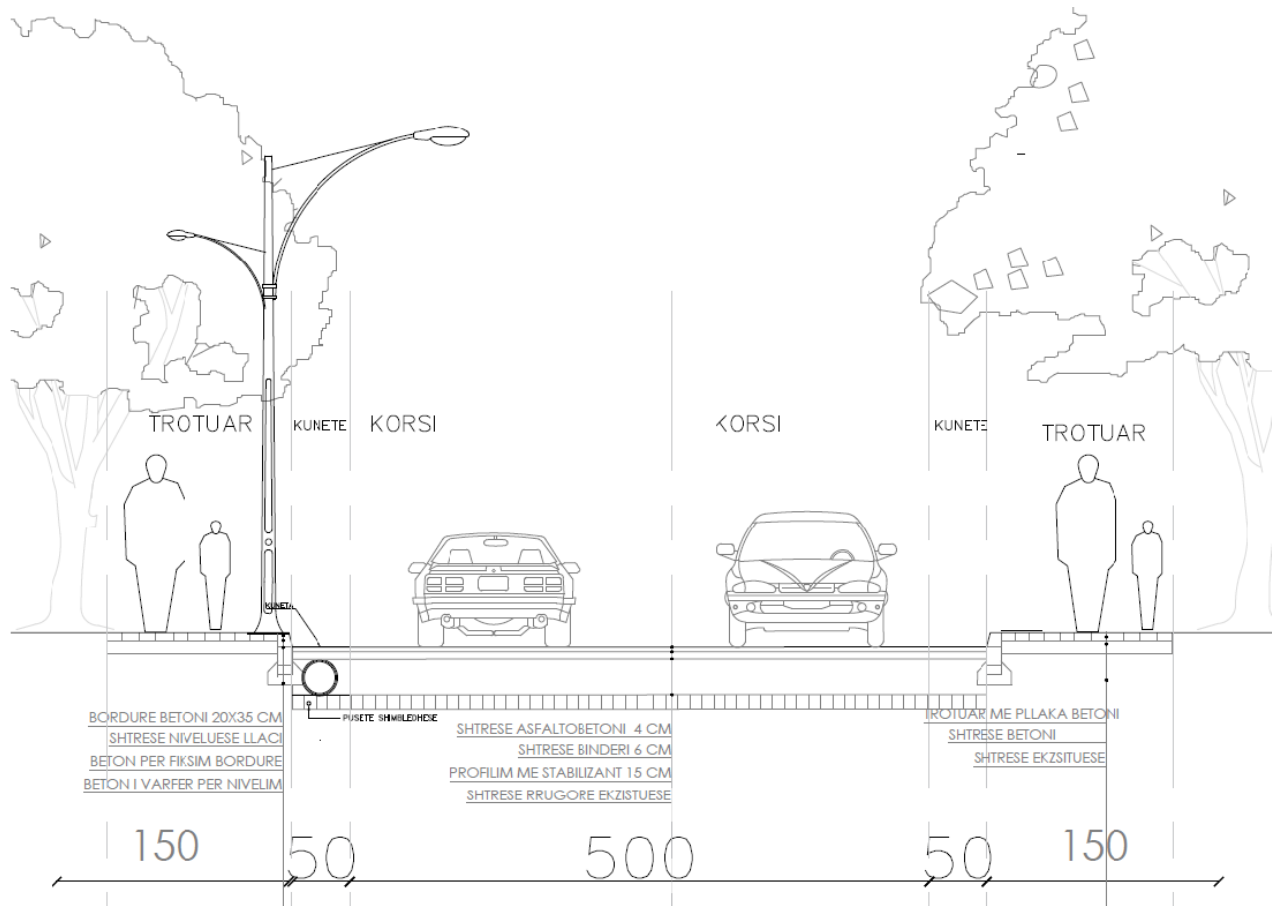 TROTUAR
KUNETE
KORSI
KORSI
KUNETE
TROTUAR
KUNETA
PUSETE SHIMBLEDHESE
BORDURE BETONI 20X35 CM
SHTRESE NIVELUESE LLACI
BETON PER FIKSIM BORDURE
BETON I VARFER PER NIVELIM
SHTRESE ASFALTOBETONI 4 CM
SHTRESE BINDERI 6 CM
PROFILIM ME STABILIZANT 15 CM
SHTRESE RRUGORE EKZISTUESE
TROTUAR ME PLLAKA BETONI
SHTRESE BETONI
SHTRESE EKZSITUESE
150
50
500
50
150